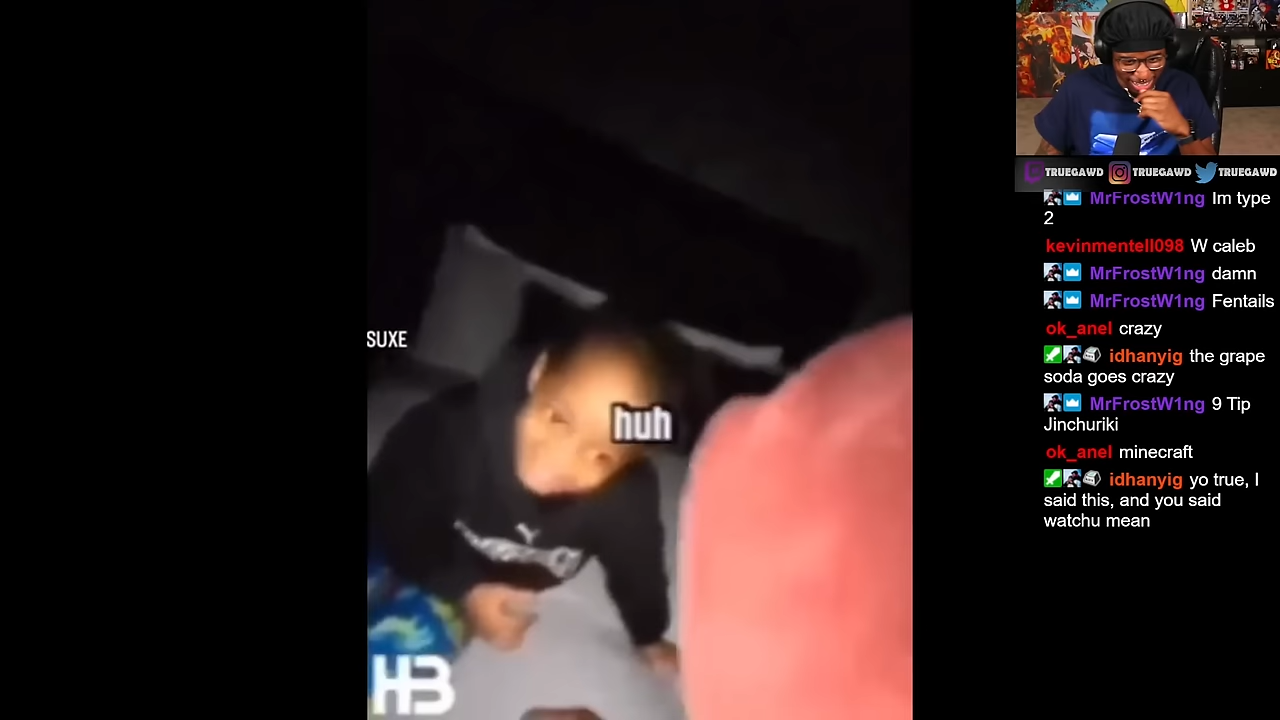 SUXE
huh
HB
TRUEGAWD TRUEGAWD TRUEGAWD
MrFrostW1ng Im type
2
kevinmentell098 W caleb
MrFrostW1ng damn
MrFrostW1ng Fentails
ok_anel crazy
idhanyig the grape
soda goes crazy
MrFrostW1ng 9 Tip
Jinchuriki
ok_anel minecraft
idhanyig yo true, I
said this, and you said
watchu mean